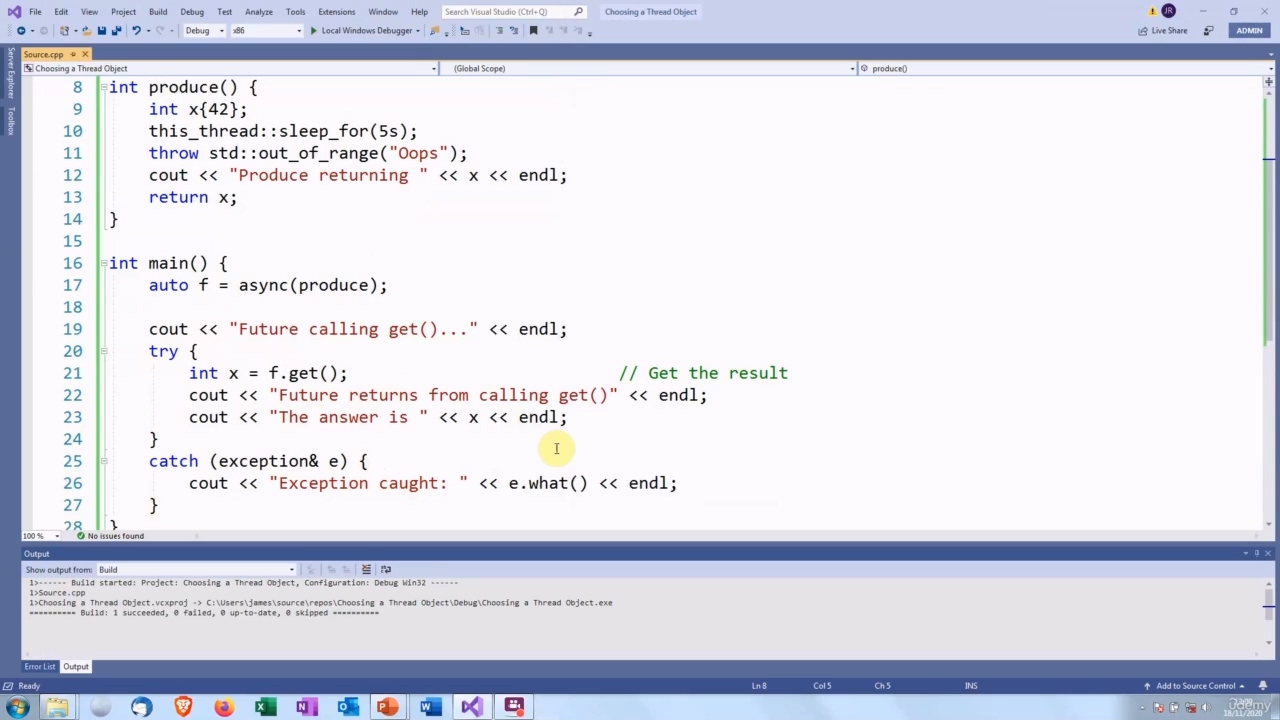 File Edit View Project Build Debug Test Analyze Tools Extensions Window Help Search Visual Studio (Ctrl+Q) Choosing a Thread Object JR
Debug x86 Local Windows Debugger Live Share ADMIN
Server Explorer
Toolbox
Source.cpp
Choosing a Thread Object (Global Scope) produce()
8 int produce() {
9 int x{42};
10 this_thread::sleep_for(5s);
11 throw std::out_of_range("Oops");
12 cout << "Produce returning " << x << endl;
13 return x;
14 }
15
16 int main() {
17 auto f = async(produce);
18
19 cout << "Future calling get()..." << endl;
20 try {
21 int x = f.get(); // Get the result
22 cout << "Future returns from calling get()" << endl;
23 cout << "The answer is " << x << endl;
24 }
25 catch (exception& e) {
26 cout << "Exception caught: " << e.what() << endl;
27 }
28 }
100 % No issues found
Output
Show output from: Build
1>------ Build started: Project: Choosing a Thread Object, Configuration: Debug Win32 ------
1>Source.cpp
1>Choosing a Thread Object.vcxproj -> C:\Users\james\source\repos\Choosing a Thread Object\Debug\Choosing a Thread Object.exe
========== Build: 1 succeeded, 0 failed, 0 up-to-date, 0 skipped ==========
Error List Output
Ready Ln 8 Col 5 Ch 5 INS Add to Source Control
udemy
18/11/2020